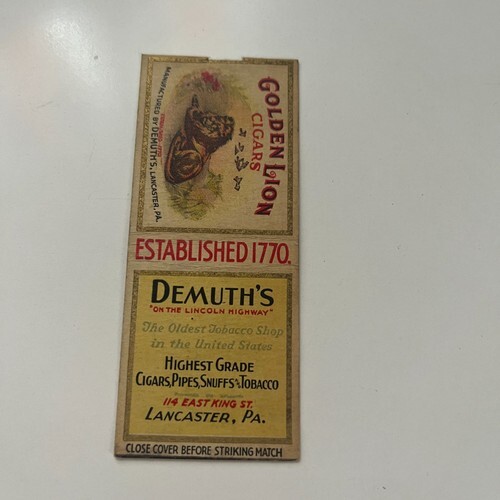 GOLDEN LION
CIGARS
MANUFACTURED BY DEMUTH'S, LANCASTER, PA.
ESTABLISHED 1770.
DEMUTH'S
"ON THE LINCOLN HIGHWAY"
The Oldest Tobacco Shop
in the United States
HIGHEST GRADE
CIGARS, PIPES, SNUFFS & TOBACCO
114 EAST KING ST.
LANCASTER, PA.
CLOSE COVER BEFORE STRIKING MATCH